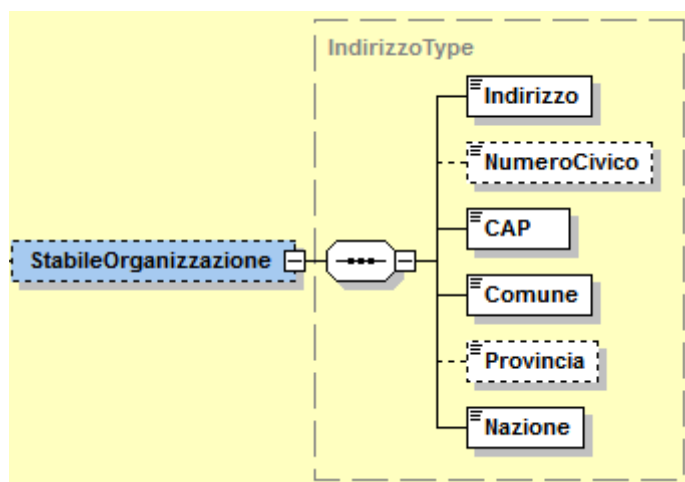 IndirizzoType
Indirizzo
NumeroCivico
CAP
StabileOrganizzazione
Comune
Provincia
Nazione